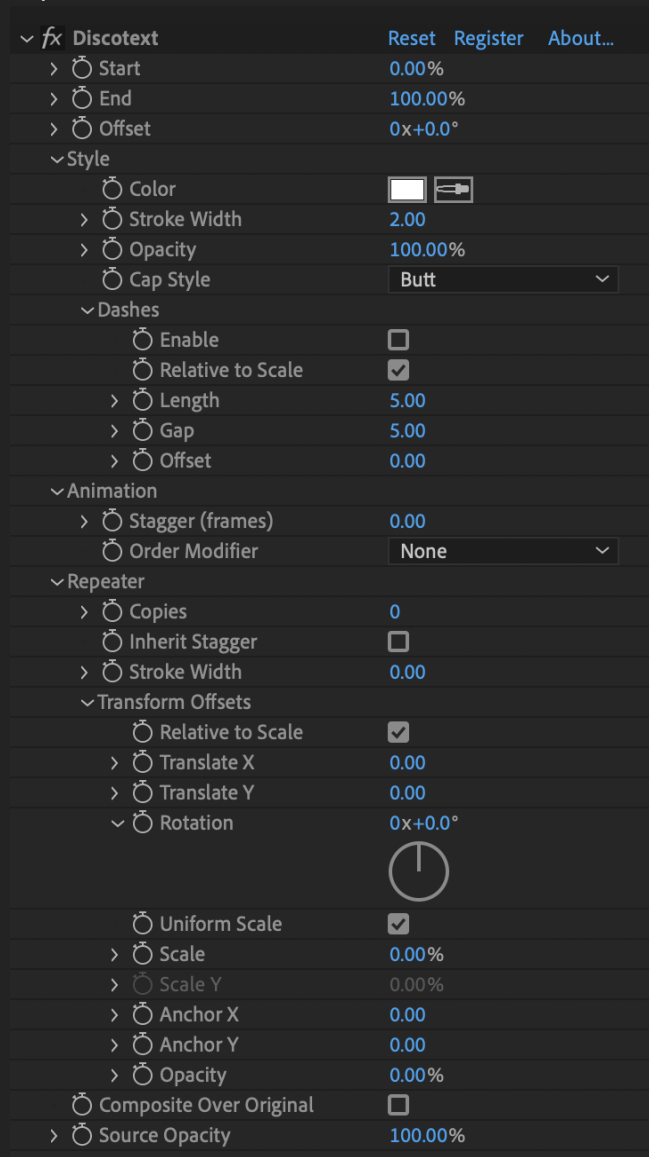 fx Discotext Reset Register About...
Start 0.00%
End 100.00%
Offset 0x+0.0°
Style
Color
Stroke Width 2.00
Opacity 100.00%
Cap Style Butt
Dashes
Enable
Relative to Scale
Length 5.00
Gap 5.00
Offset 0.00
Animation
Stagger (frames) 0.00
Order Modifier None
Repeater
Copies 0
Inherit Stagger
Stroke Width 0.00
Transform Offsets
Relative to Scale
Translate X 0.00
Translate Y 0.00
Rotation 0x+0.0°
Uniform Scale
Scale 0.00%
Scale Y 0.00%
Anchor X 0.00
Anchor Y 0.00
Opacity 0.00%
Composite Over Original
Source Opacity 100.00%